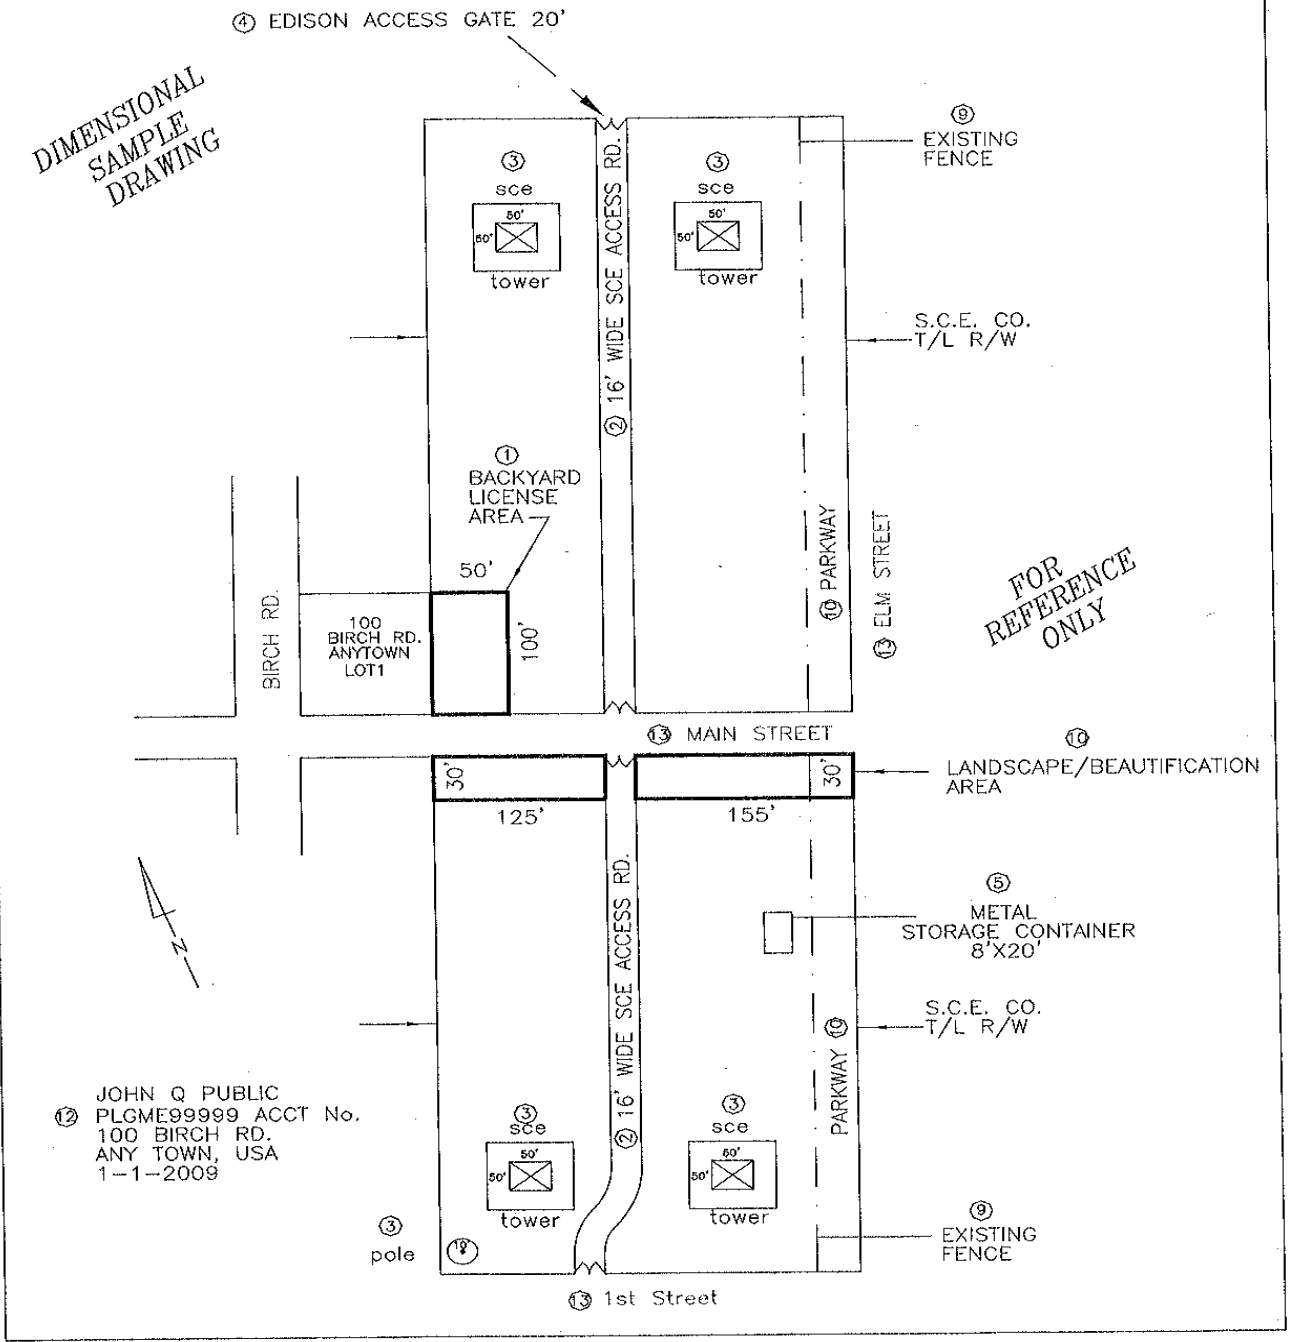 ④ EDISON ACCESS GATE 20'
DIMENSIONAL
SAMPLE
DRAWING
⑨
EXISTING
FENCE
③
sce
50'
50'
tower
③
sce
50'
50'
tower
② 16' WIDE SCE ACCESS RD.
S.C.E. CO.
T/L R/W
①
BACKYARD
LICENSE
AREA
50'
100'
BIRCH RD.
100
BIRCH RD.
ANYTOWN
LOT1
⑩ PARKWAY
⑬ ELM STREET
FOR
REFERENCE
ONLY
⑬ MAIN STREET
30'
125'
155'
30'
⑩
LANDSCAPE/BEAUTIFICATION
AREA
N
⑤
METAL
STORAGE CONTAINER
8'X20'
② 16' WIDE SCE ACCESS RD.
S.C.E. CO.
T/L R/W
PARKWAY ⑩
⑫
JOHN Q PUBLIC
PLGME99999 ACCT No.
100 BIRCH RD.
ANY TOWN, USA
1-1-2009
③
sce
50'
50'
tower
③
sce
50'
50'
tower
③
pole
10'
⑨
EXISTING
FENCE
⑬ 1st Street